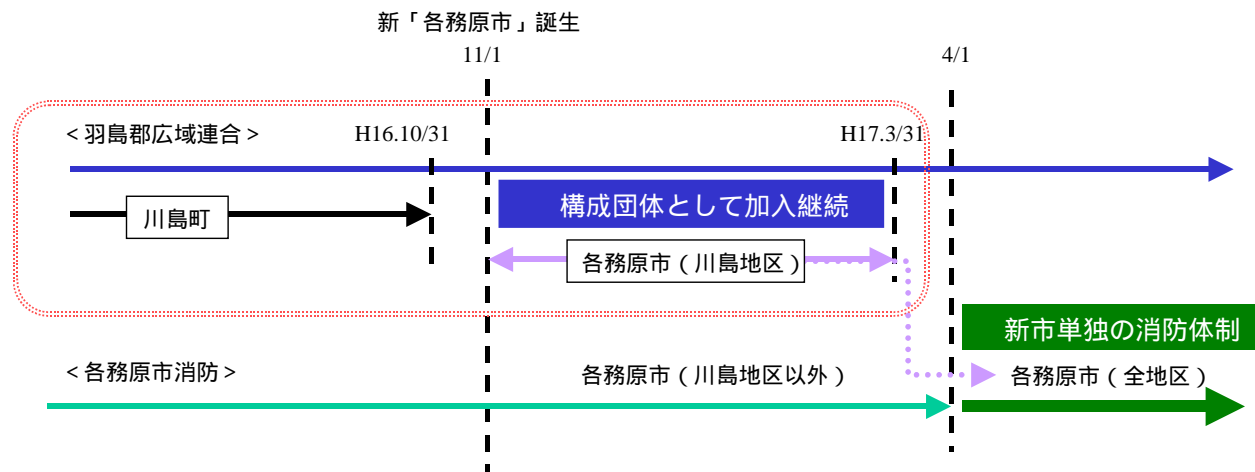 新「各務原市」誕生
11/1
4/1
<羽島郡広域連合>
H16.10/31
H17.3/31
川島町
構成団体として加入継続
各務原市(川島地区)
新市単独の消防体制
<各務原市消防>
各務原市(川島地区以外)
各務原市(全地区)